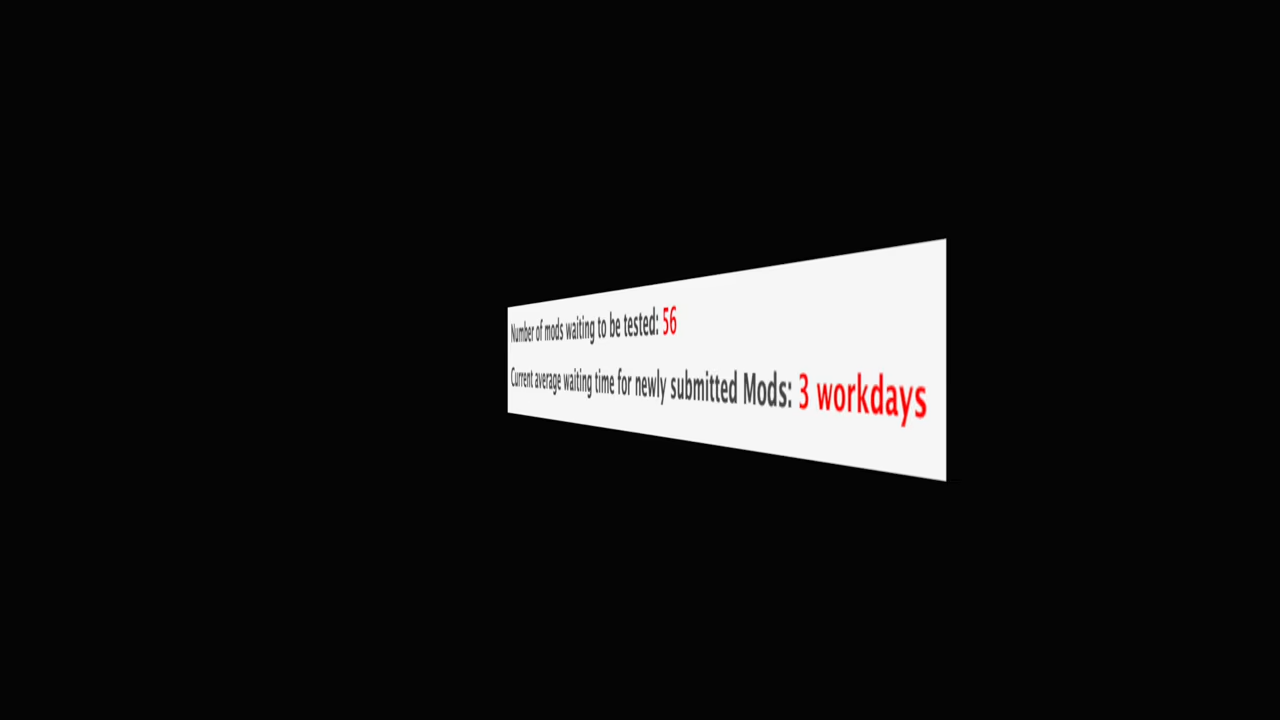 Number of mods waiting to be tested: 56
Current average waiting time for newly submitted Mods: 3 workdays